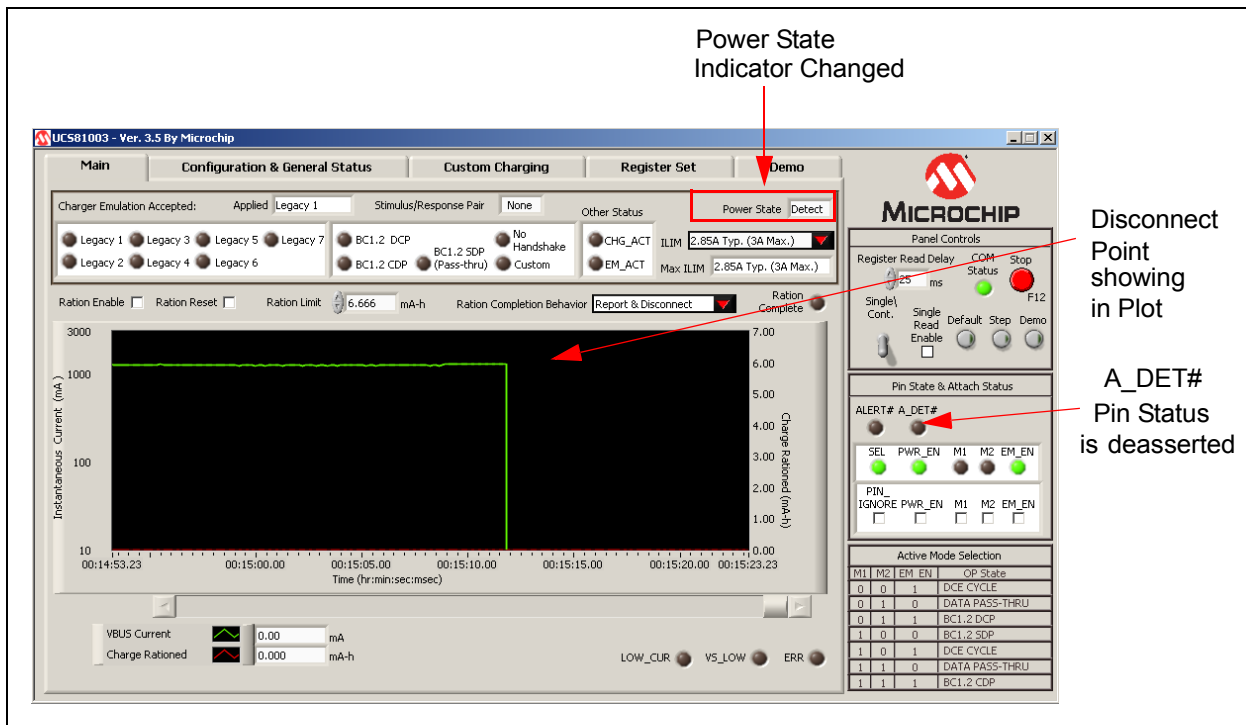 Power State
Indicator Changed
UCS81003 - Ver. 3.5 By Microchip
Main Configuration & General Status Custom Charging Register Set Demo
Charger Emulation Accepted: Applied Legacy 1 Stimulus/Response Pair None Other Status Power State Detect
Legacy 1 Legacy 3 Legacy 5 Legacy 7 BC1.2 DCP BC1.2 SDP (Pass-thru) No Handshake CHG_ACT ILIM 2.85A Typ. (3A Max.)
Legacy 2 Legacy 4 Legacy 6 BC1.2 CDP Custom EM_ACT Max ILIM 2.85A Typ. (3A Max.)
Ration Enable Ration Reset Ration Limit 6.666 mA-h Ration Completion Behavior Report & Disconnect Ration Complete
3000
1000
100
10
Instantaneous Current (mA)
7.00
6.00
5.00
4.00
3.00
2.00
1.00
0.00
Charge Rationed (mA-h)
00:14:53.23 00:15:00.00 00:15:05.00 00:15:10.00 00:15:15.00 00:15:20.00 00:15:23.23
Time (hr:min:sec:msec)
VBUS Current 0.00 mA
Charge Rationed 0.000 mA-h
LOW_CUR VS_LOW ERR
MICROCHIP
Panel Controls
Register Read Delay COM Status Stop
25 ms
F12
Single\
Cont.
Single
Read
Enable
Default Step Demo
Pin State & Attach Status
ALERT# A_DET#
SEL PWR_EN M1 M2 EM_EN
PIN_
IGNORE PWR_EN M1 M2 EM_EN
Active Mode Selection
M1 M2 EM_EN OP State
0 0 1 DCE CYCLE
0 1 0 DATA PASS-THRU
0 1 1 BC1.2 DCP
1 0 0 BC1.2 SDP
1 0 1 DCE CYCLE
1 1 0 DATA PASS-THRU
1 1 1 BC1.2 CDP
Disconnect
Point
showing
in Plot
A_DET#
Pin Status
is deasserted